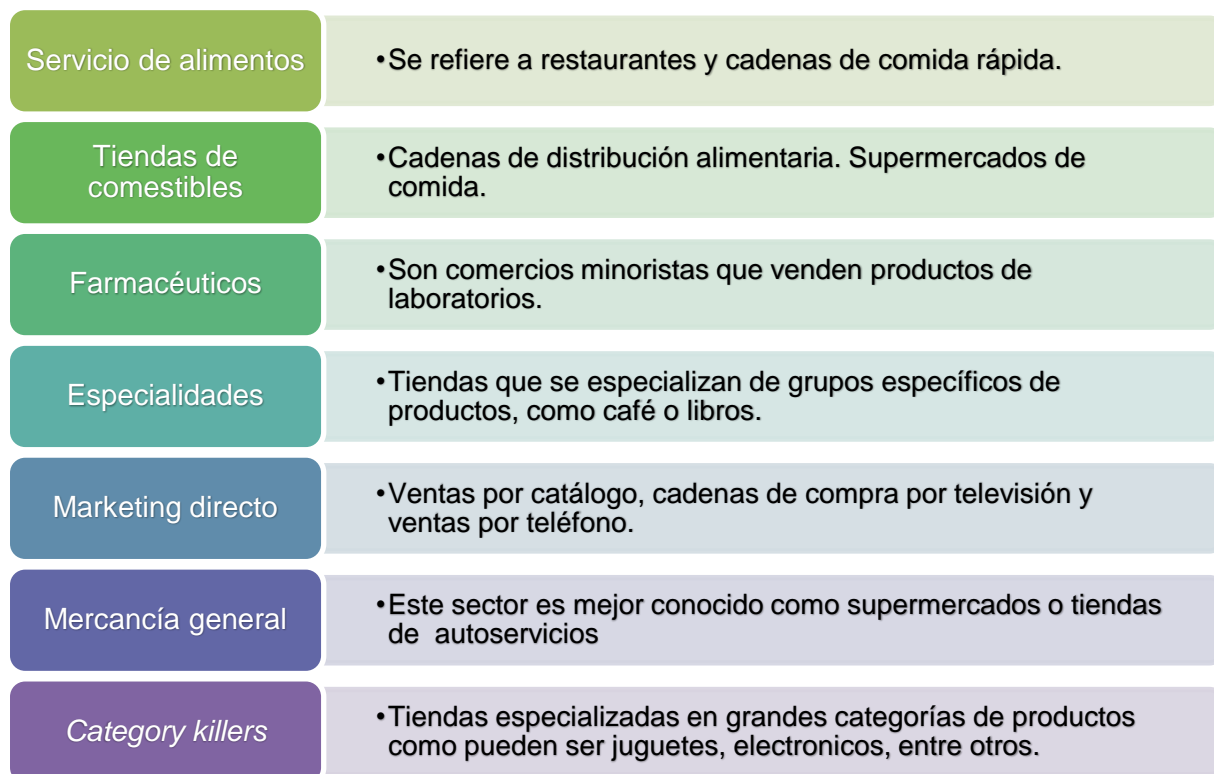 Servicio de alimentos
•Se refiere a restaurantes y cadenas de comida rápida.
Tiendas de
comestibles
•Cadenas de distribución alimentaria. Supermercados de
comida.
Farmacéuticos
•Son comercios minoristas que venden productos de
laboratorios.
Especialidades
•Tiendas que se especializan de grupos específicos de
productos, como café o libros.
Marketing directo
•Ventas por catálogo, cadenas de compra por televisión y
ventas por teléfono.
Mercancía general
•Este sector es mejor conocido como supermercados o tiendas
de autoservicios
Category killers
•Tiendas especializadas en grandes categorías de productos
como pueden ser juguetes, electronicos, entre otros.